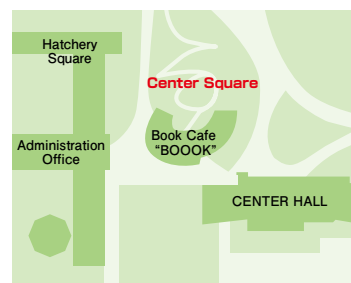 Hatchery
Square
Center Square
Book Cafe
“BOOOK”
Administration
Office
CENTER HALL